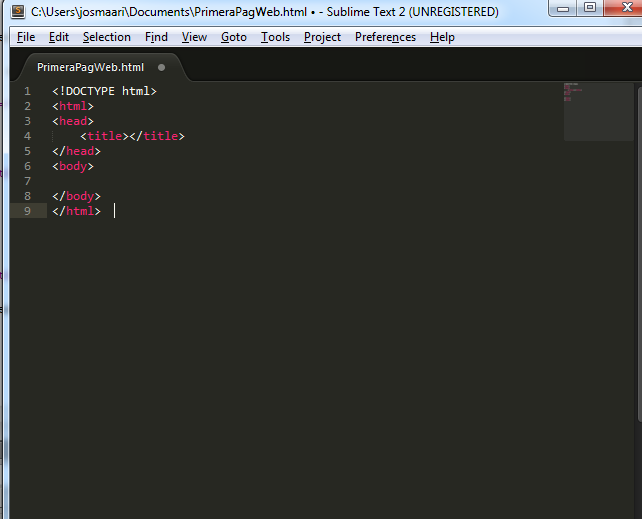 C:\Users\josmaari\Documents\PrimeraPagWeb.html • - Sublime Text 2 (UNREGISTERED)
File Edit Selection Find View Goto Tools Project Preferences Help
PrimeraPagWeb.html
1 <!DOCTYPE html>
2 <html>
3 <head>
4 <title></title>
5 </head>
6 <body>
7
8 </body>
9 </html>